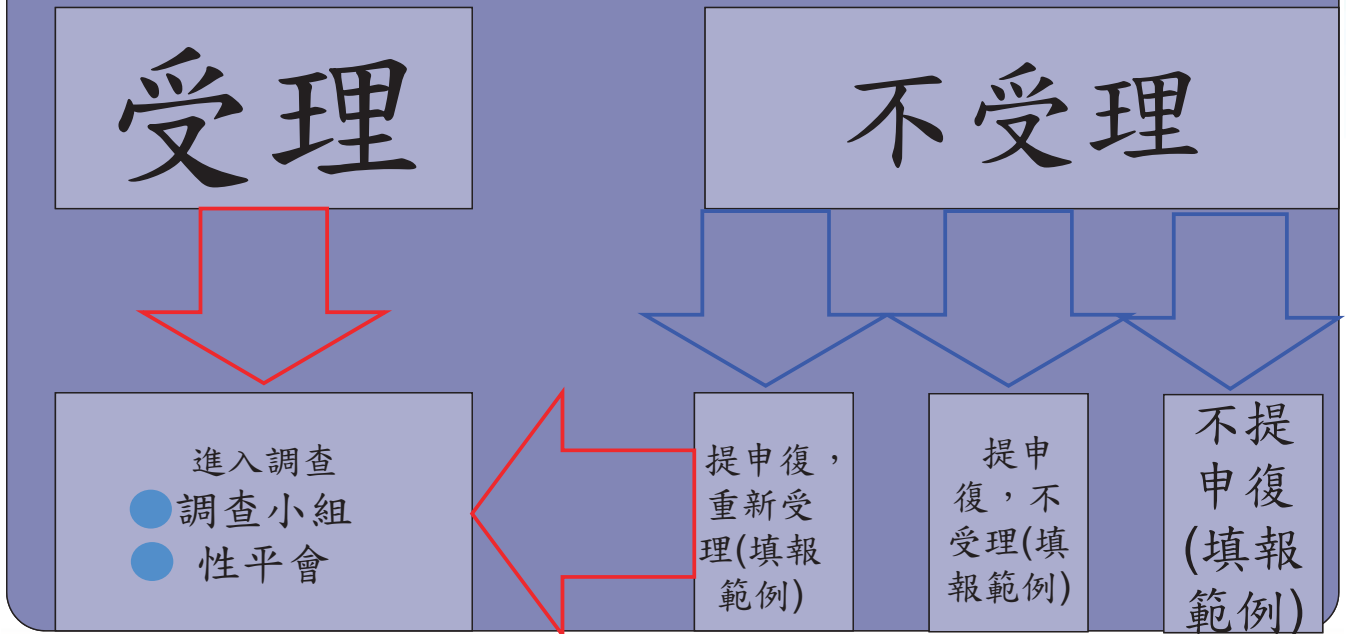 受理
不受理
進入調查
調查小組
性平會
提申復，
重新受
理(填報
範例)
提申
復，不
受理(填
報範例)
不提
申復
(填報
範例)